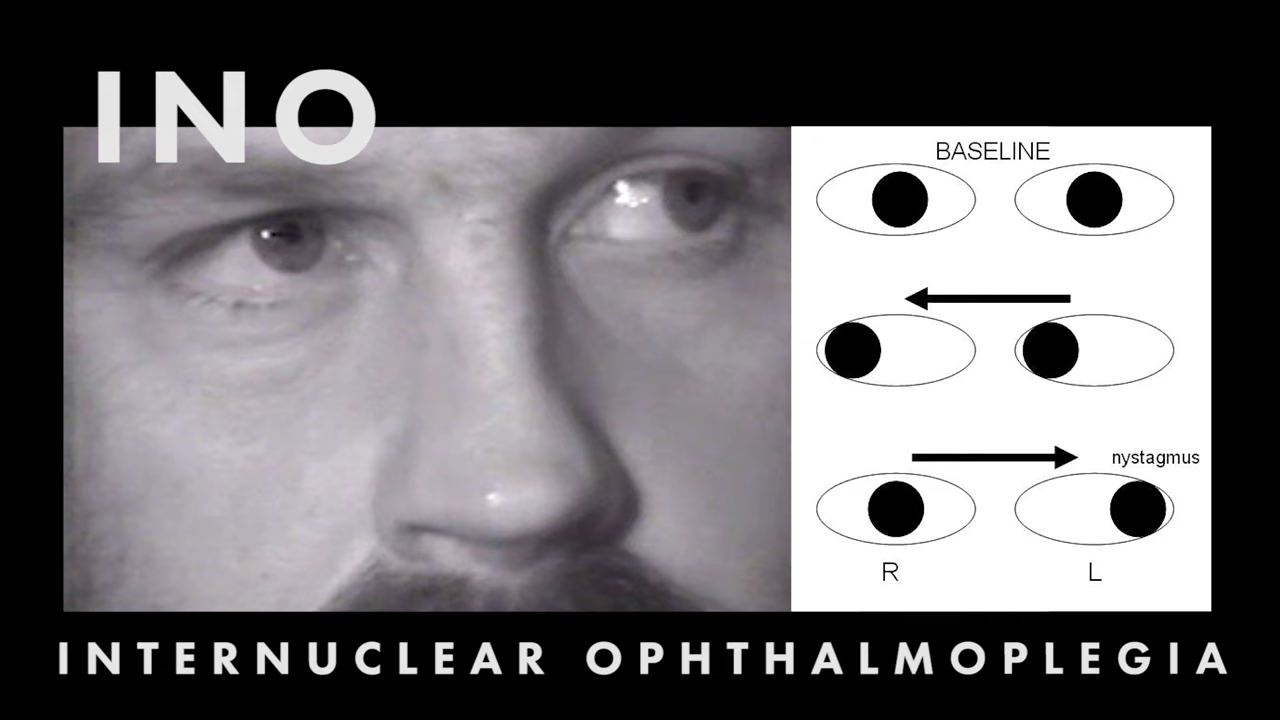 INO
BASELINE
nystagmus
R L
INTERNUCLEAR OPHTHALMOPLEGIA